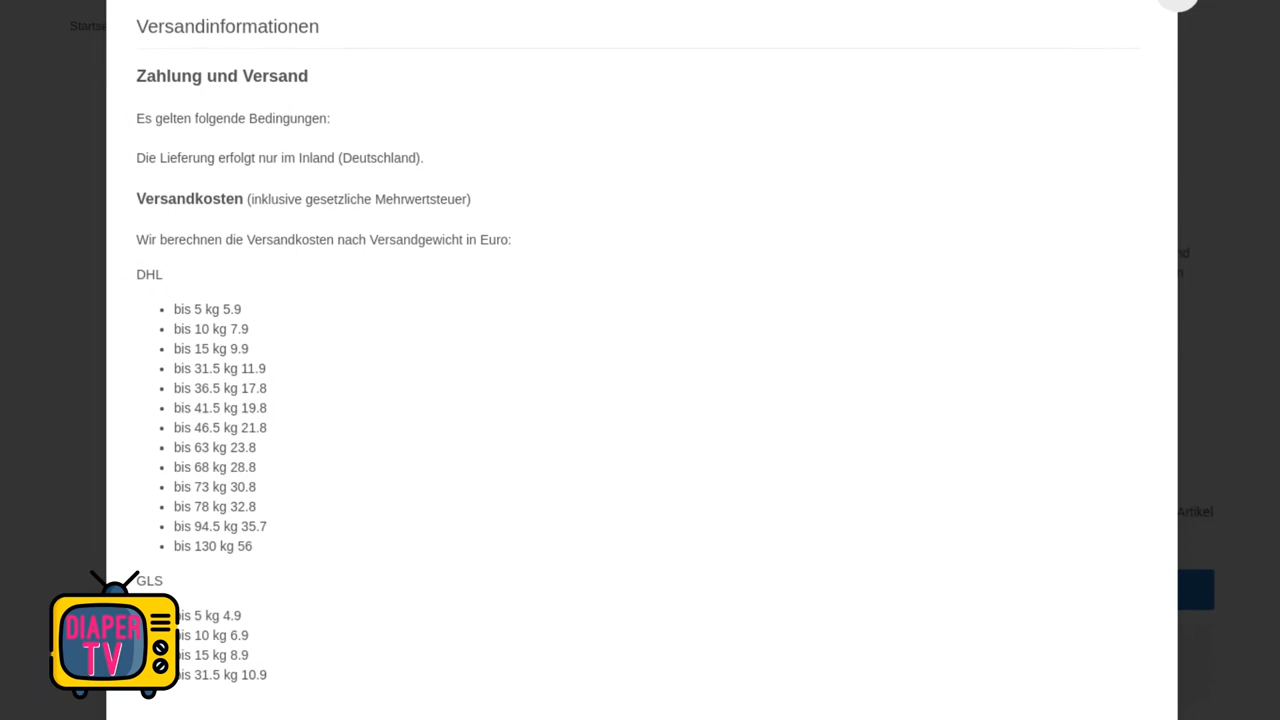 Startse
Versandinformationen
Zahlung und Versand
Es gelten folgende Bedingungen:
Die Lieferung erfolgt nur im Inland (Deutschland).
Versandkosten (inklusive gesetzliche Mehrwertsteuer)
Wir berechnen die Versandkosten nach Versandgewicht in Euro:
DHL
• bis 5 kg 5.9
• bis 10 kg 7.9
• bis 15 kg 9.9
• bis 31.5 kg 11.9
• bis 36.5 kg 17.8
• bis 41.5 kg 19.8
• bis 46.5 kg 21.8
• bis 63 kg 23.8
• bis 68 kg 28.8
• bis 73 kg 30.8
• bis 78 kg 32.8
• bis 94.5 kg 35.7
• bis 130 kg 56
Artikel
GLS
bis 5 kg 4.9
bis 10 kg 6.9
bis 15 kg 8.9
bis 31.5 kg 10.9
DIAPER
TV